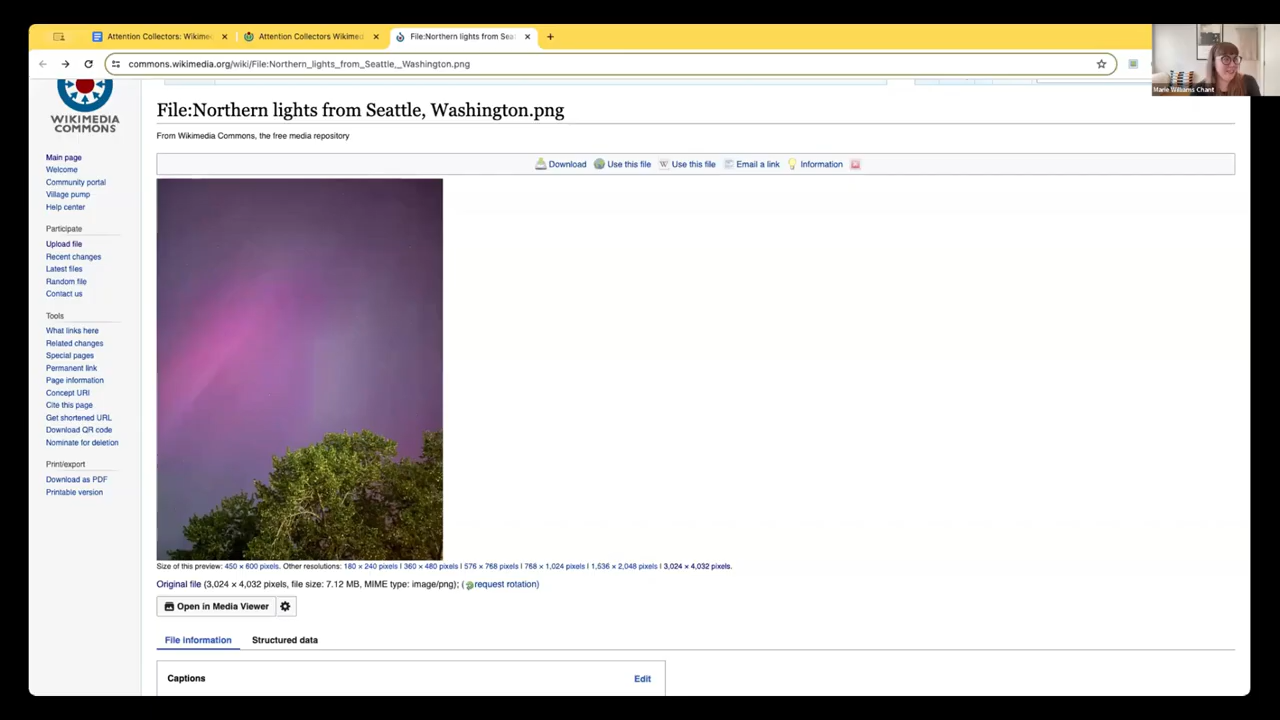 Attention Collectors: Wikime
Attention Collectors Wikimed
File:Northern lights from Sea
commons.wikimedia.org/wiki/File:Northern_lights_from_Seattle,_Washington.png
Marie Williams Chant
WIKIMEDIA
COMMONS
Main page
Welcome
Community portal
Village pump
Help center
Participate
Upload file
Recent changes
Latest files
Random file
Contact us
Tools
What links here
Related changes
Special pages
Permanent link
Page information
Concept URI
Cite this page
Get shortened URL
Download QR code
Nominate for deletion
Print/export
Download as PDF
Printable version
File:Northern lights from Seattle, Washington.png
From Wikimedia Commons, the free media repository
Download Use this file W Use this file Email a link Information
Size of this preview: 450 × 600 pixels. Other resolutions: 180 × 240 pixels | 360 × 480 pixels | 576 × 768 pixels | 768 × 1,024 pixels | 1,536 × 2,048 pixels | 3,024 × 4,032 pixels.
Original file (3,024 × 4,032 pixels, file size: 7.12 MB, MIME type: image/png); (request rotation)
Open in Media Viewer
File information Structured data
Captions Edit